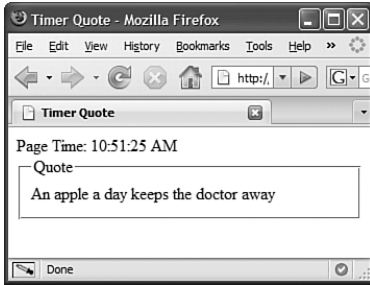 Timer Quote - Mozilla Firefox
File Edit View History Bookmarks Tools Help »
http:/, G G
Timer Quote
Page Time: 10:51:25 AM
Quote
An apple a day keeps the doctor away
Done